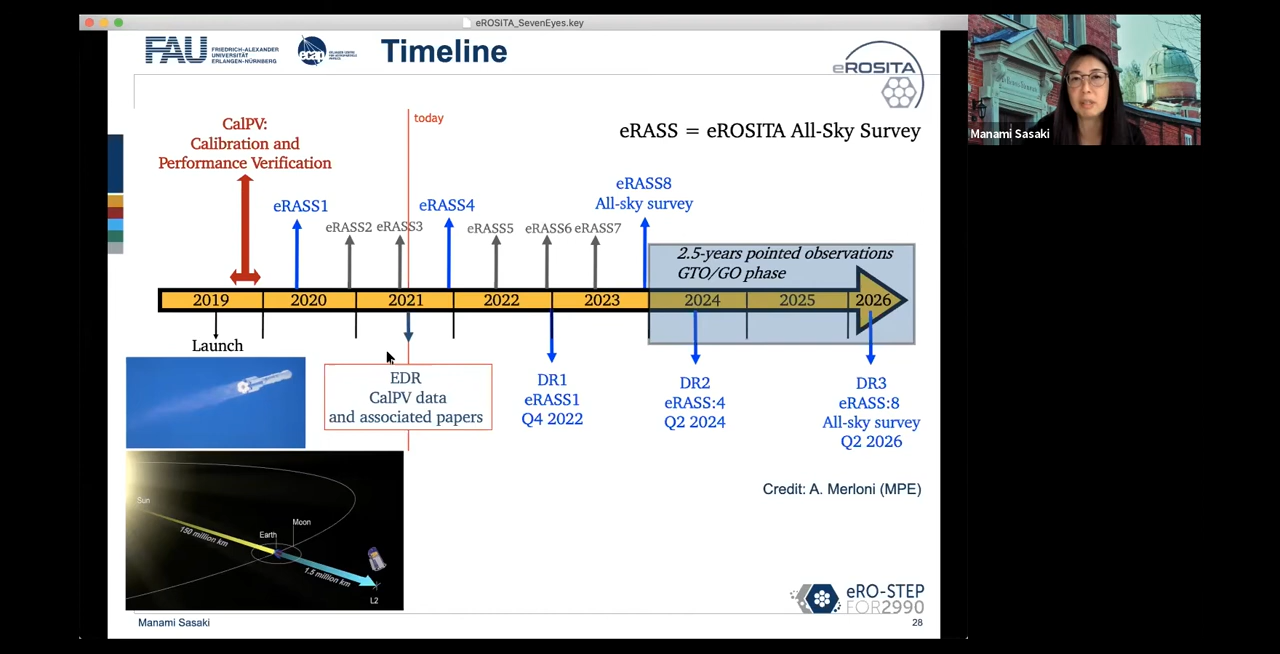 eROSITA_SevenEyes.key
FAU
FRIEDRICH-ALEXANDER
UNIVERSITÄT
ERLANGEN-NÜRNBERG
ecap
Timeline
eROSITA
Manami Sasaki
today
CalPV:
Calibration and
Performance Verification
eRASS = eROSITA All-Sky Survey
eRASS1
eRASS2
eRASS3
eRASS4
eRASS5
eRASS6
eRASS7
eRASS8
All-sky survey
2.5-years pointed observations
GTO/GO phase
2019
2020
2021
2022
2023
2024
2025
2026
Launch
EDR
CalPV data
and associated papers
DR1
eRASS1
Q4 2022
DR2
eRASS:4
Q2 2024
DR3
eRASS:8
All-sky survey
Q2 2026
Credit: A. Merloni (MPE)
Sun
150 million km
Earth
Moon
1.5 million km
L2
eRO-STEP
FOR2990
Manami Sasaki
28